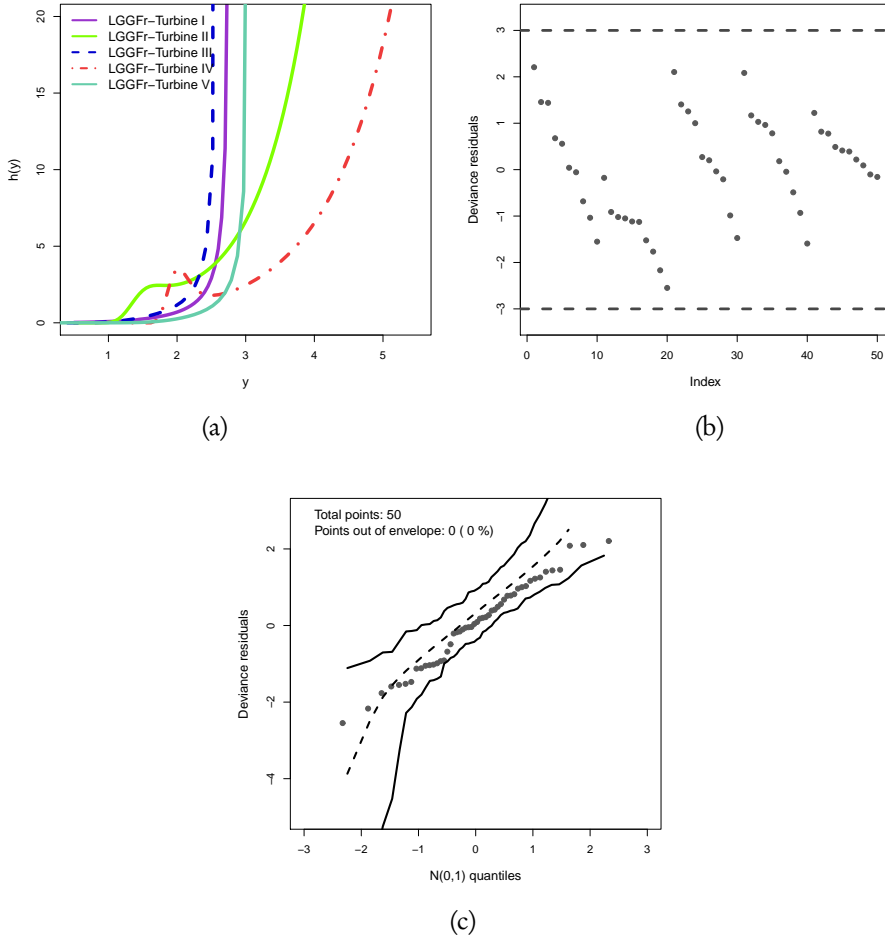 LGGFr−Turbine I
LGGFr−Turbine II
LGGFr−Turbine III
LGGFr−Turbine IV
LGGFr−Turbine V
h(y)
20
15
10
5
0
1 2 3 4 5
y
(a)
Deviance residuals
3
2
1
0
-1
-2
-3
0 10 20 30 40 50
Index
(b)
Total points: 50
Points out of envelope: 0 ( 0 %)
Deviance residuals
2
0
−2
−4
−3 −2 −1 0 1 2 3
N(0,1) quantiles
(c)